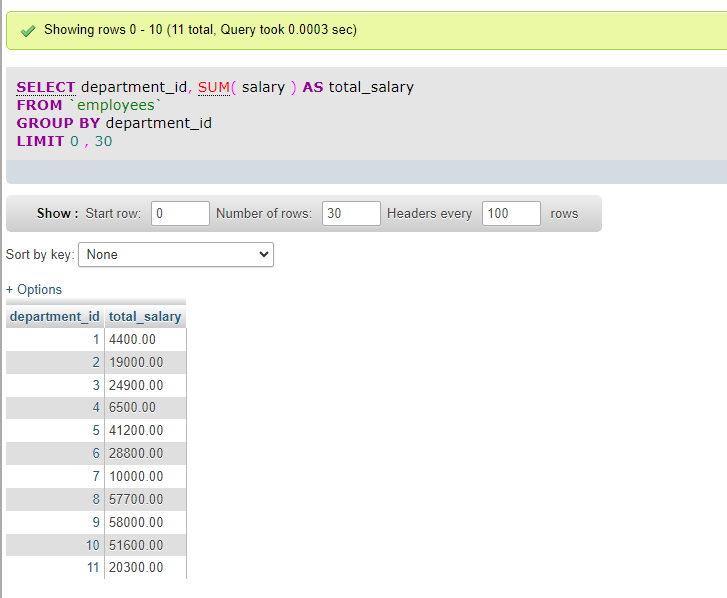 Showing rows 0 - 10 (11 total, Query took 0.0003 sec)
SELECT department_id, SUM( salary ) AS total_salary
FROM `employees`
GROUP BY department_id
LIMIT 0 , 30
Show : Start row: 0 Number of rows: 30 Headers every 100 rows
Sort by key: None
+ Options
department_id total_salary
1 4400.00
2 19000.00
3 24900.00
4 6500.00
5 41200.00
6 28800.00
7 10000.00
8 57700.00
9 58000.00
10 51600.00
11 20300.00